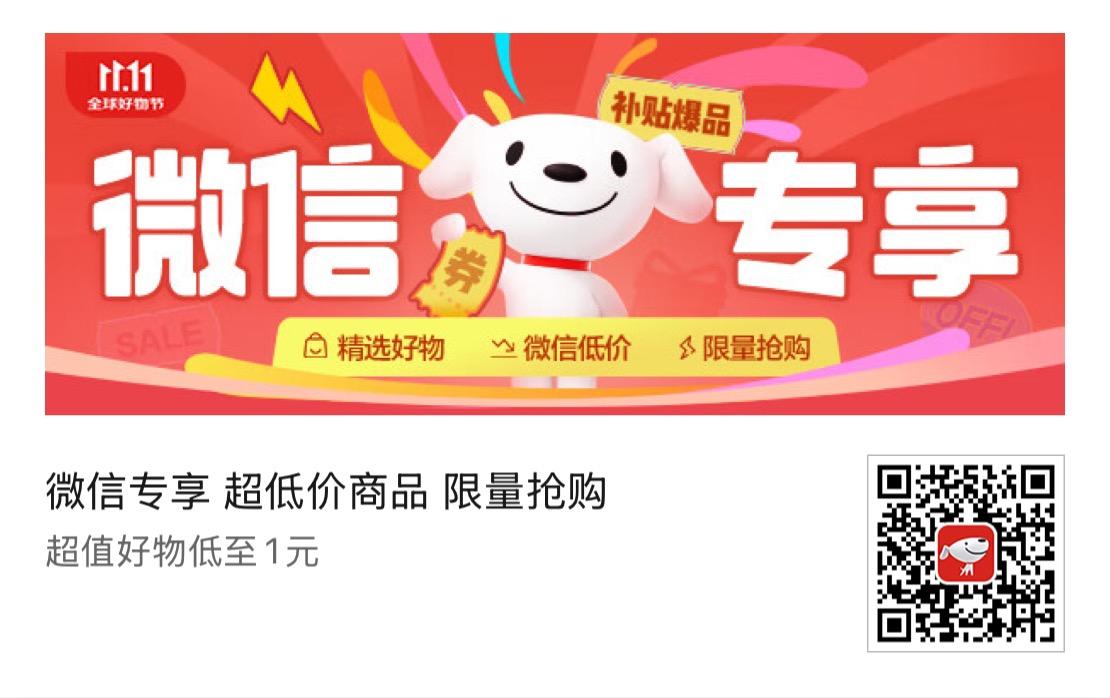 11.11
全球好物节
补贴爆品
微信专享
券
SALE
OFF!
精选好物 微信低价 限量抢购
微信专享 超低价商品 限量抢购
超值好物低至1元